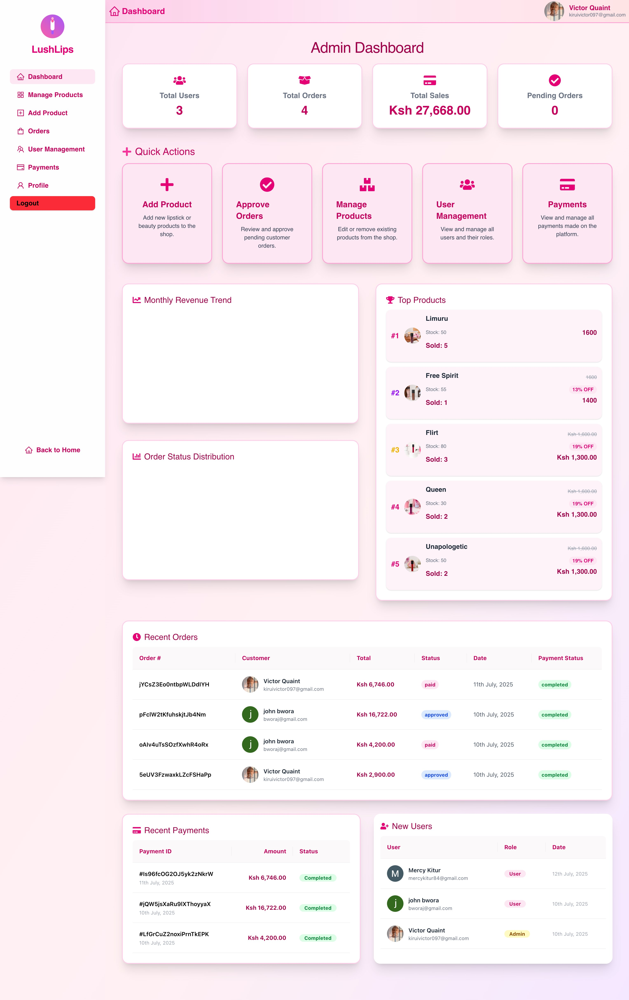 LushLips
Dashboard
Manage Products
Add Product
Orders
User Management
Payments
Profile
Logout
Back to Home
Dashboard
Victor Quaint
kiruivictor097@gmail.com
Admin Dashboard
Total Users
3
Total Orders
4
Total Sales
Ksh 27,668.00
Pending Orders
0
Quick Actions
Add Product
Add new lipstick or
beauty products to the
shop.
Approve
Orders
Review and approve
pending customer
orders.
Manage
Products
Edit or remove existing
products from the shop.
User
Management
View and manage all
users and their roles.
Payments
View and manage all
payments made on the
platform.
Monthly Revenue Trend
Order Status Distribution
Top Products
#1
Limuru
Stock: 50
Sold: 5
1600
#2
Free Spirit
Stock: 55
Sold: 1
1600
13% OFF
1400
#3
Flirt
Stock: 80
Sold: 3
Ksh 1,600.00
19% OFF
Ksh 1,300.00
#4
Queen
Stock: 30
Sold: 2
Ksh 1,600.00
19% OFF
Ksh 1,300.00
#5
Unapologetic
Stock: 50
Sold: 2
Ksh 1,600.00
19% OFF
Ksh 1,300.00
Recent Orders
Order # Customer Total Status Date Payment Status
jYCsZ3Eo0ntbpWLDdIYH Victor Quaint kiruivictor097@gmail.com Ksh 6,746.00 paid 11th July, 2025 completed
pFcIW2tKfuhskjtJb4Nm j john bwora bworaj@gmail.com Ksh 16,722.00 approved 10th July, 2025 completed
oAlv4uTsSOzfXwhR4oRx j john bwora bworaj@gmail.com Ksh 4,200.00 paid 10th July, 2025 completed
5eUV3FzwaxkLZcFSHaPp Victor Quaint kiruivictor097@gmail.com Ksh 2,900.00 approved 10th July, 2025 completed
Recent Payments
Payment ID Amount Status
#Is96fcOG2OJ5yk2zNkrW Ksh 6,746.00 Completed
11th July, 2025
#jQW5jsXaRu9lXThoyyaX Ksh 16,722.00 Completed
10th July, 2025
#LfGrCuZ2noxiPrnTkEPK Ksh 4,200.00 Completed
10th July, 2025
New Users
User Role Date
M Mercy Kitur mercykitur84@gmail.com User 12th July, 2025
j john bwora bworaj@gmail.com User 10th July, 2025
Victor Quaint kiruivictor097@gmail.com Admin 10th July, 2025